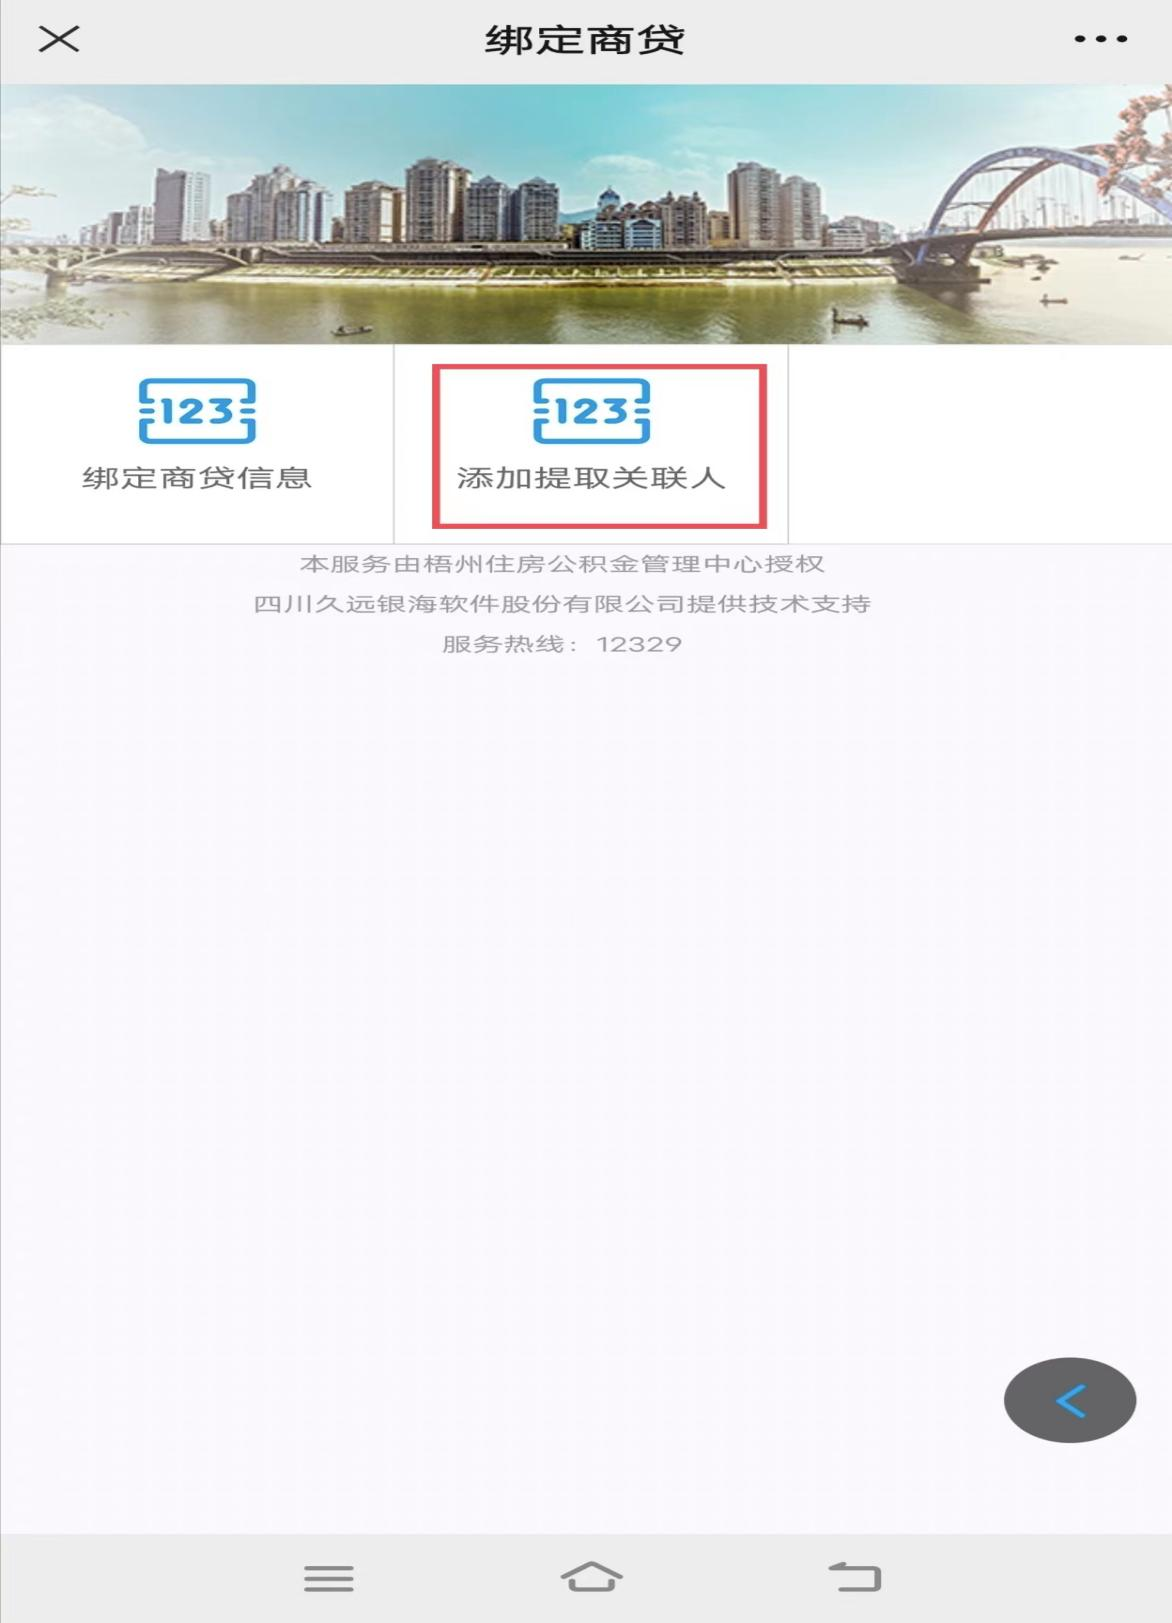 绑定商贷
123
绑定商贷信息
123
添加提取关联人
本服务由梧州住房公积金管理中心授权
四川久远银海软件股份有限公司提供技术支持
服务热线：12329